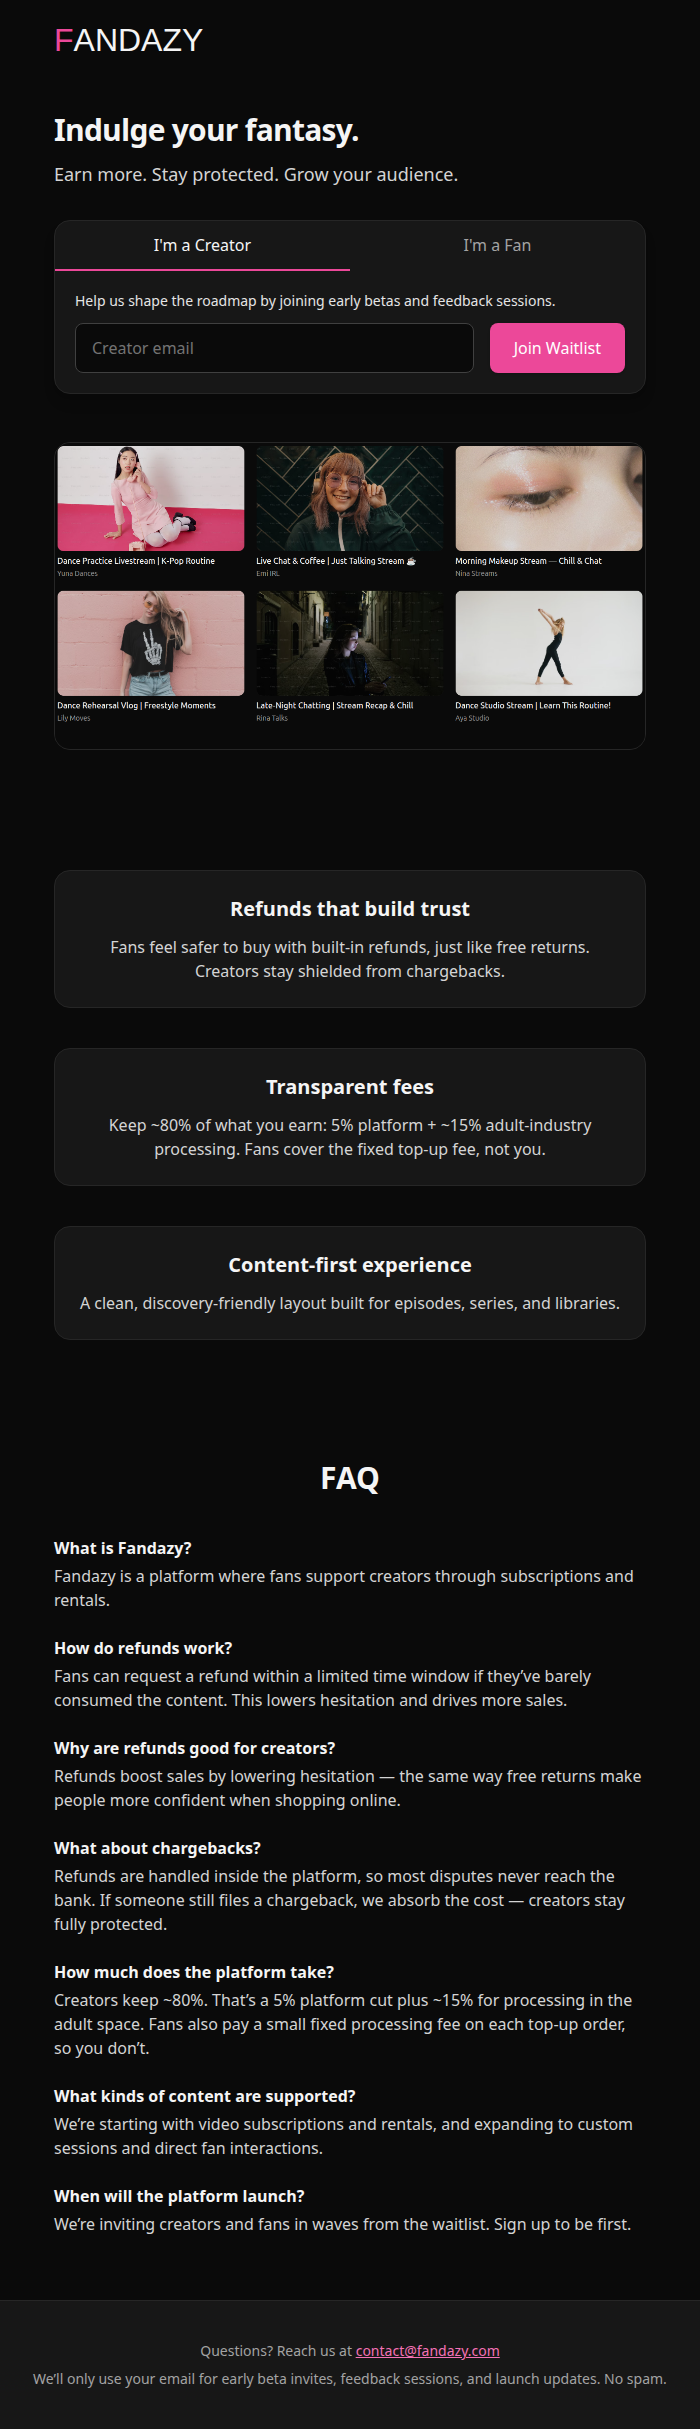 FANDAZY
Indulge your fantasy.
Earn more. Stay protected. Grow your audience.
I'm a Creator
I'm a Fan
Help us shape the roadmap by joining early betas and feedback sessions.
Creator email
Join Waitlist
Dance Practice Livestream | K-Pop Routine
Yuna Dances
Live Chat & Coffee | Just Talking Stream ☕
Emi IRL
Morning Makeup Stream — Chill & Chat
Nina Streams
Dance Rehearsal Vlog | Freestyle Moments
Lily Moves
Late-Night Chatting | Stream Recap & Chill
Rina Talks
Dance Studio Stream | Learn This Routine!
Aya Studio
Refunds that build trust
Fans feel safer to buy with built-in refunds, just like free returns.
Creators stay shielded from chargebacks.
Transparent fees
Keep ~80% of what you earn: 5% platform + ~15% adult-industry
processing. Fans cover the fixed top-up fee, not you.
Content-first experience
A clean, discovery-friendly layout built for episodes, series, and libraries.
FAQ
What is Fandazy?
Fandazy is a platform where fans support creators through subscriptions and
rentals.
How do refunds work?
Fans can request a refund within a limited time window if they’ve barely
consumed the content. This lowers hesitation and drives more sales.
Why are refunds good for creators?
Refunds boost sales by lowering hesitation — the same way free returns make
people more confident when shopping online.
What about chargebacks?
Refunds are handled inside the platform, so most disputes never reach the
bank. If someone still files a chargeback, we absorb the cost — creators stay
fully protected.
How much does the platform take?
Creators keep ~80%. That’s a 5% platform cut plus ~15% for processing in the
adult space. Fans also pay a small fixed processing fee on each top-up order,
so you don’t.
What kinds of content are supported?
We’re starting with video subscriptions and rentals, and expanding to custom
sessions and direct fan interactions.
When will the platform launch?
We’re inviting creators and fans in waves from the waitlist. Sign up to be first.
Questions? Reach us at contact@fandazy.com
We’ll only use your email for early beta invites, feedback sessions, and launch updates. No spam.